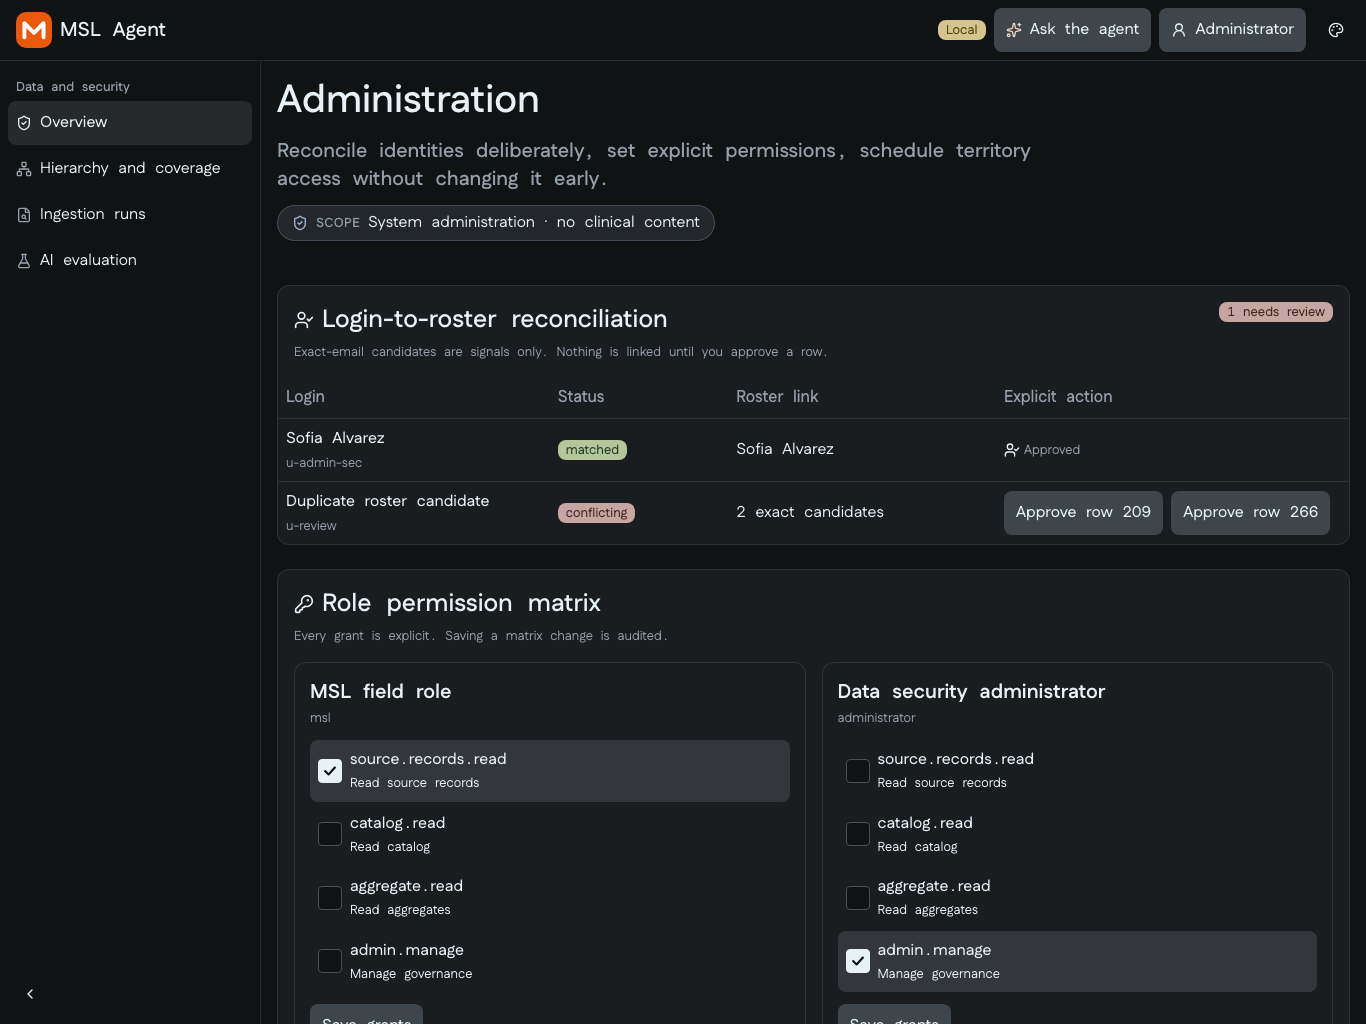 MSL Agent
Local
Ask the agent
Administrator
Data and security
Overview
Hierarchy and coverage
Ingestion runs
AI evaluation
Administration
Reconcile identities deliberately, set explicit permissions, schedule territory
access without changing it early.
SCOPE System administration · no clinical content
Login-to-roster reconciliation
1 needs review
Exact-email candidates are signals only. Nothing is linked until you approve a row.
Login Status Roster link Explicit action
Sofia Alvarez
u-admin-sec
matched
Sofia Alvarez
Approved
Duplicate roster candidate
u-review
conflicting
2 exact candidates
Approve row 209
Approve row 266
Role permission matrix
Every grant is explicit. Saving a matrix change is audited.
MSL field role
msl
source.records.read
Read source records
catalog.read
Read catalog
aggregate.read
Read aggregates
admin.manage
Manage governance
Save grants
Data security administrator
administrator
source.records.read
Read source records
catalog.read
Read catalog
aggregate.read
Read aggregates
admin.manage
Manage governance
Save grants